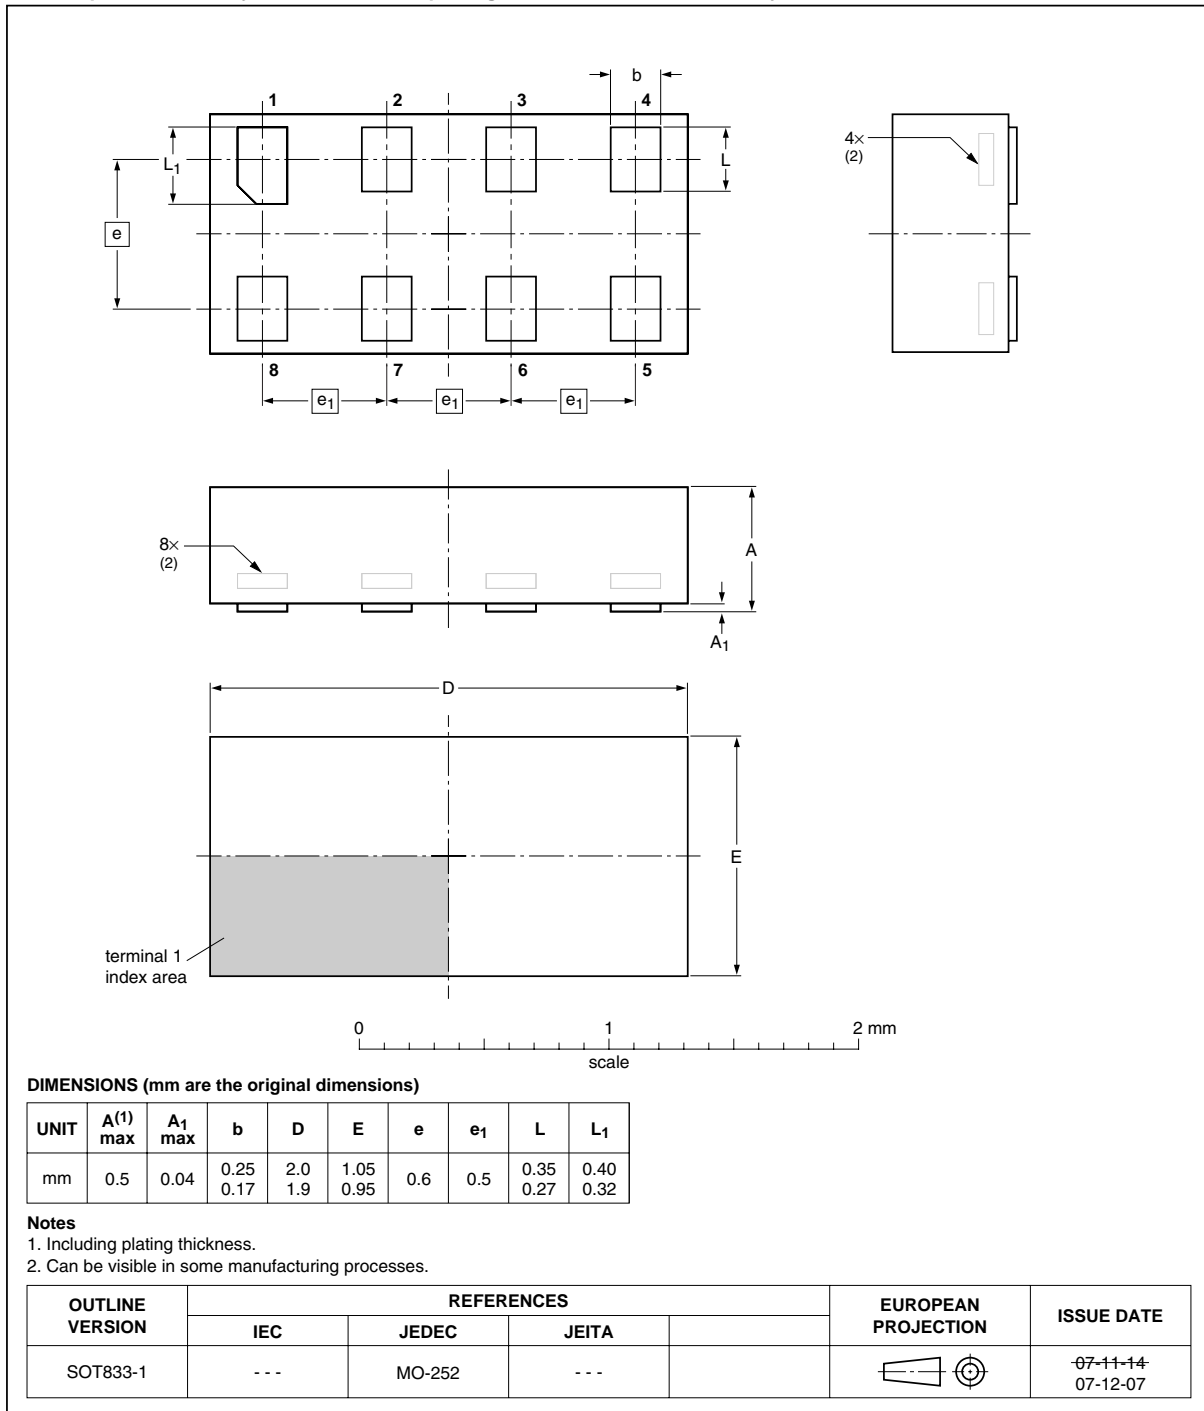 b
1 2 3 4
L1
L
4×
(2)
e
8 7 6 5
e1 e1 e1
8×
(2)
A
A1
D
E
terminal 1
index area
0 1 2 mm
scale
DIMENSIONS (mm are the original dimensions)
UNIT A(1) max A1 max b D E e e1 L L1
mm 0.5 0.04 0.25 0.17 2.0 1.9 1.05 0.95 0.6 0.5 0.35 0.27 0.40 0.32
Notes
1. Including plating thickness.
2. Can be visible in some manufacturing processes.
OUTLINE VERSION REFERENCES EUROPEAN PROJECTION ISSUE DATE
IEC JEDEC JEITA
SOT833-1 - - - MO-252 - - - 07-11-14
07-12-07